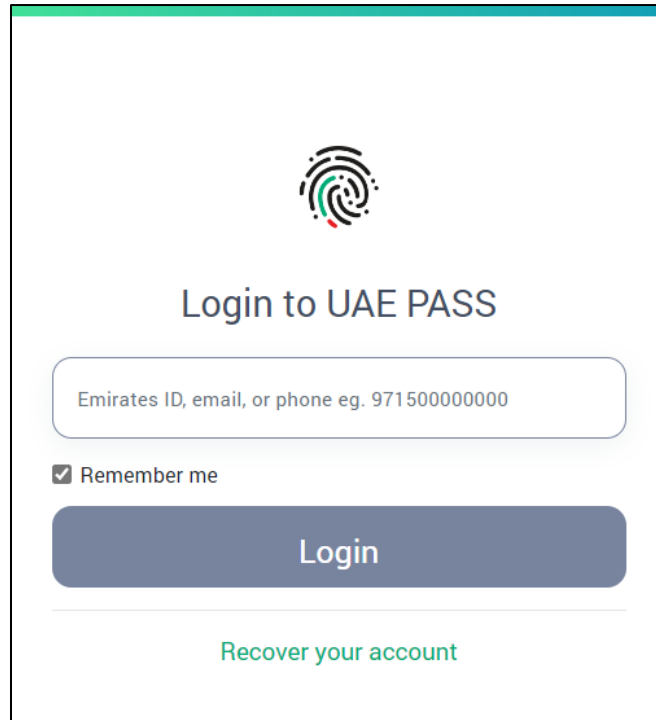 Login to UAE PASS
Emirates ID, email, or phone eg. 971500000000
Remember me
Login
Recover your account